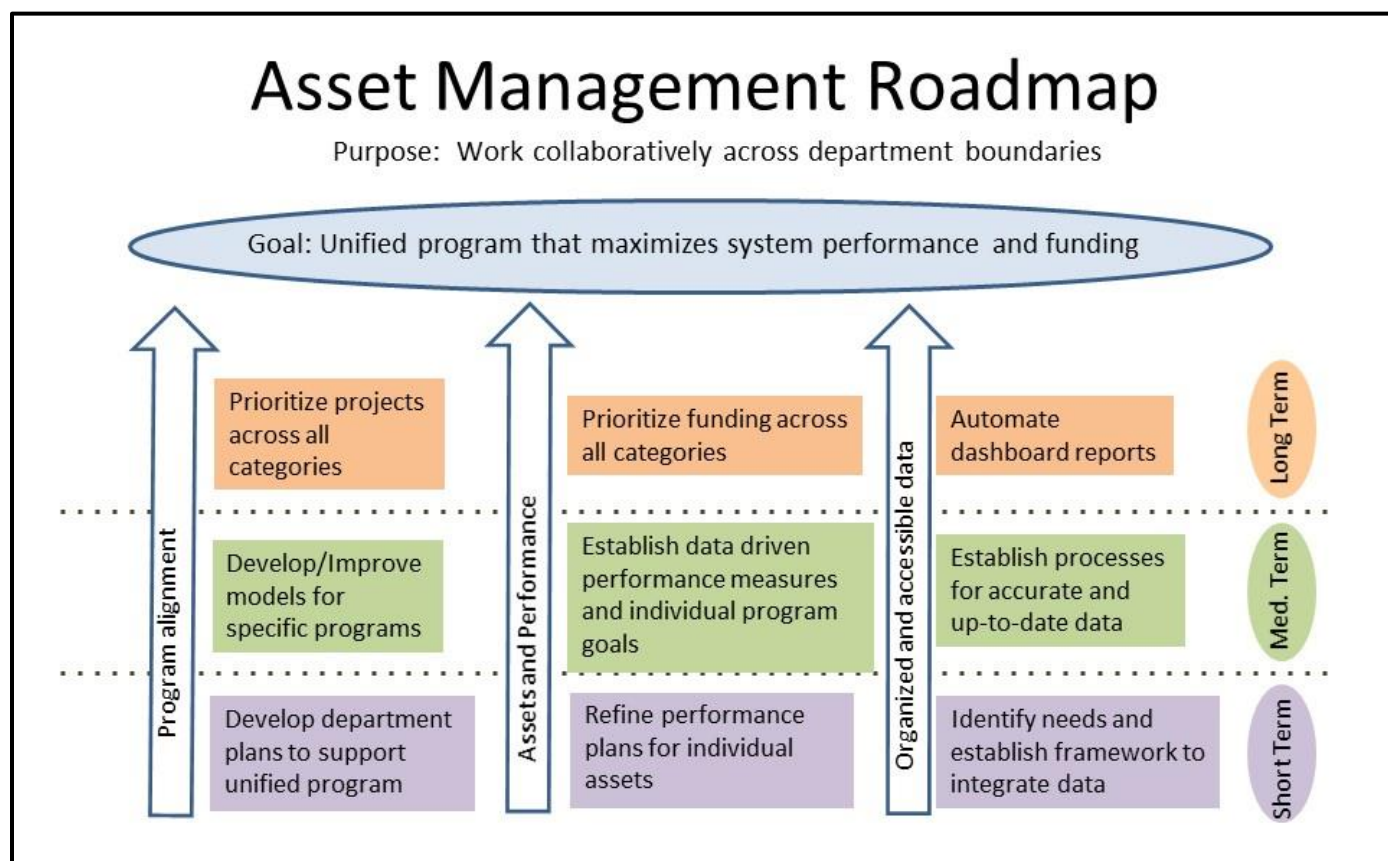 Asset Management Roadmap
Purpose: Work collaboratively across department boundaries
Goal: Unified program that maximizes system performance and funding
Program alignment
Prioritize projects
across all
categories
Develop/Improve
models for
specific programs
Develop department
plans to support
unified program
Assets and Performance
Prioritize funding across
all categories
Establish data driven
performance measures
and individual program
goals
Refine performance
plans for individual
assets
Organized and accessible data
Automate
dashboard reports
Establish processes
for accurate and
up-to-date data
Identify needs and
establish framework to
integrate data
Long Term
Med. Term
Short Term